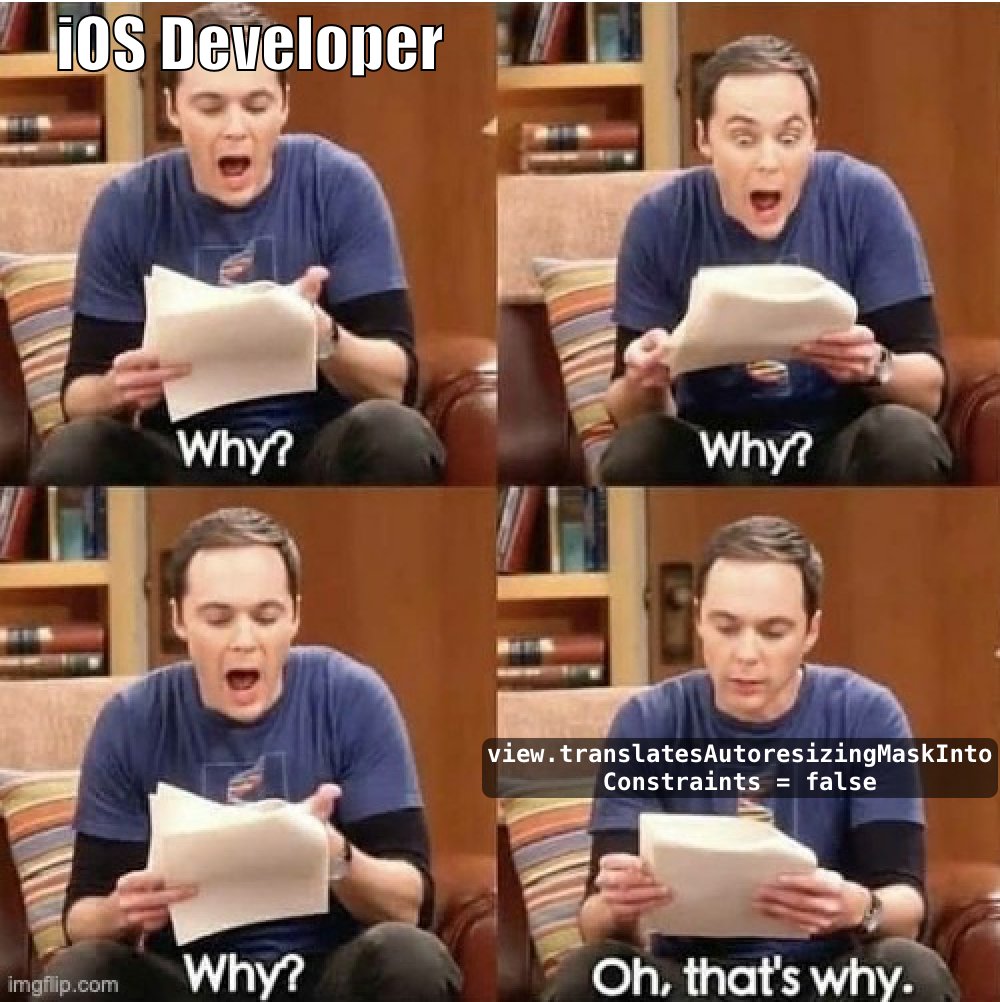 iOS Developer
Why?
Why?
Why?
view.translatesAutoresizingMaskInto
Constraints = false
Oh, that's why.
imgflip.com